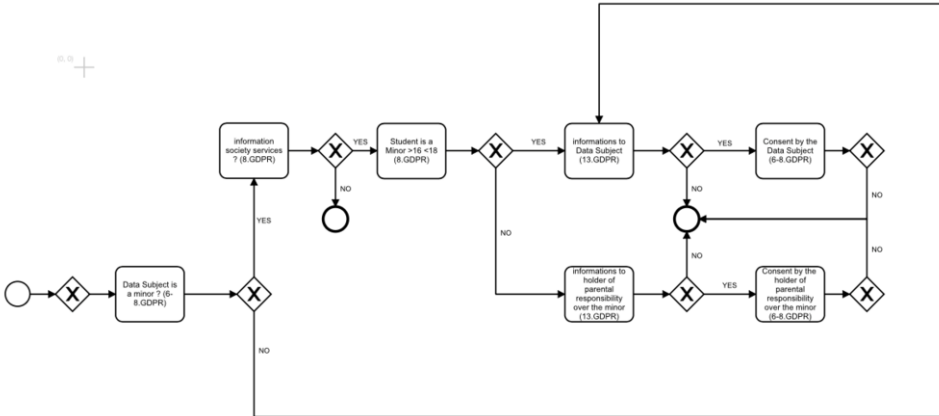 (0, 0)
information
society services
? (8.GDPR)
YES
Student is a
Minor >16 <18
(8.GDPR)
YES
informations to
Data Subject
(13.GDPR)
YES
Consent by the
Data Subject
(6-8.GDPR)
NO
NO
NO
YES
NO
NO
NO
Data Subject is
a minor ? (6-
8.GDPR)
informations to
holder of
parental
responsibility
over the minor
(13.GDPR)
YES
Consent by the
holder of
parental
responsibility
over the minor
(6-8.GDPR)
NO